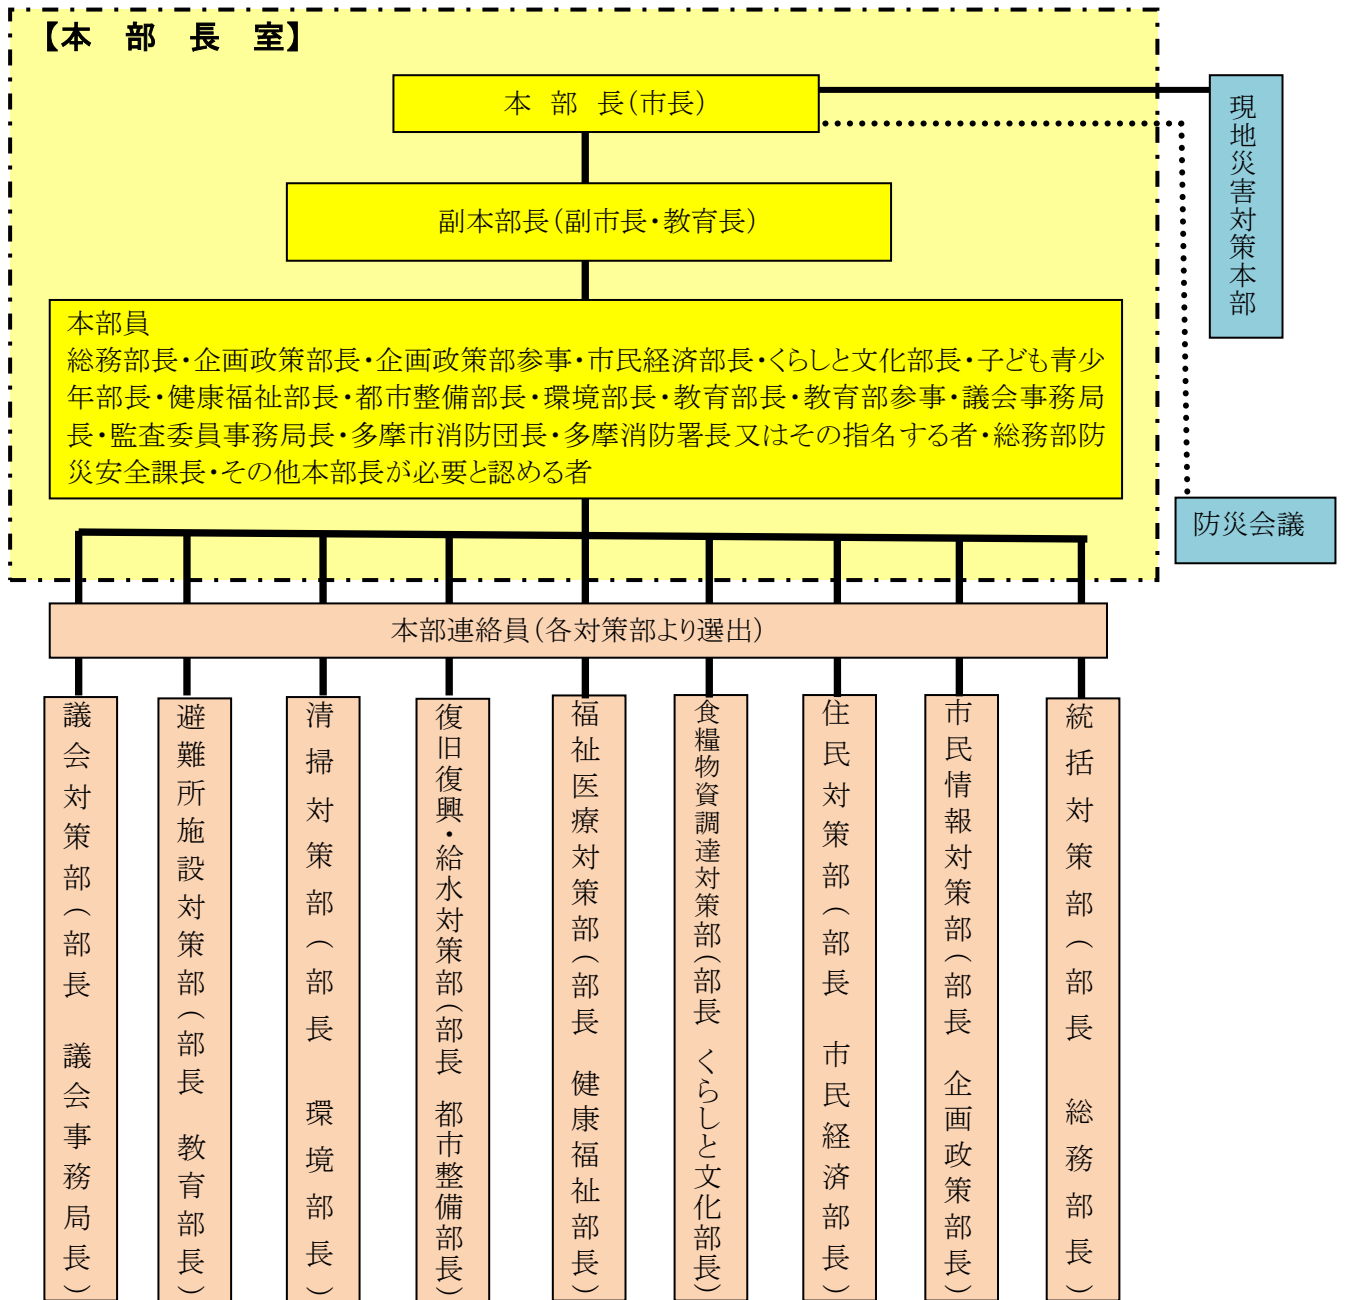 【本　部　長　室】
本　部　長（市長）
現地災害対策本部
副本部長（副市長・教育長）
本部員
総務部長・企画政策部長・企画政策部参事・市民経済部長・くらしと文化部長・子ども青少
年部長・健康福祉部長・都市整備部長・環境部長・教育部長・教育部参事・議会事務局
長・監査委員事務局長・多摩市消防団長・多摩消防署長又はその指名する者・総務部防
災安全課長・その他本部長が必要と認める者
防災会議
本部連絡員（各対策部より選出）
統括対策部（部長　総務部長）
市民情報対策部（部長　企画政策部長）
住民対策部（部長　市民経済部長）
食糧物資調達対策部（部長　くらしと文化部長）
福祉医療対策部（部長　健康福祉部長）
復旧復興・給水対策部（部長　都市整備部長）
清掃対策部（部長　環境部長）
避難所施設対策部（部長　教育部長）
議会対策部（部長　議会事務局長）